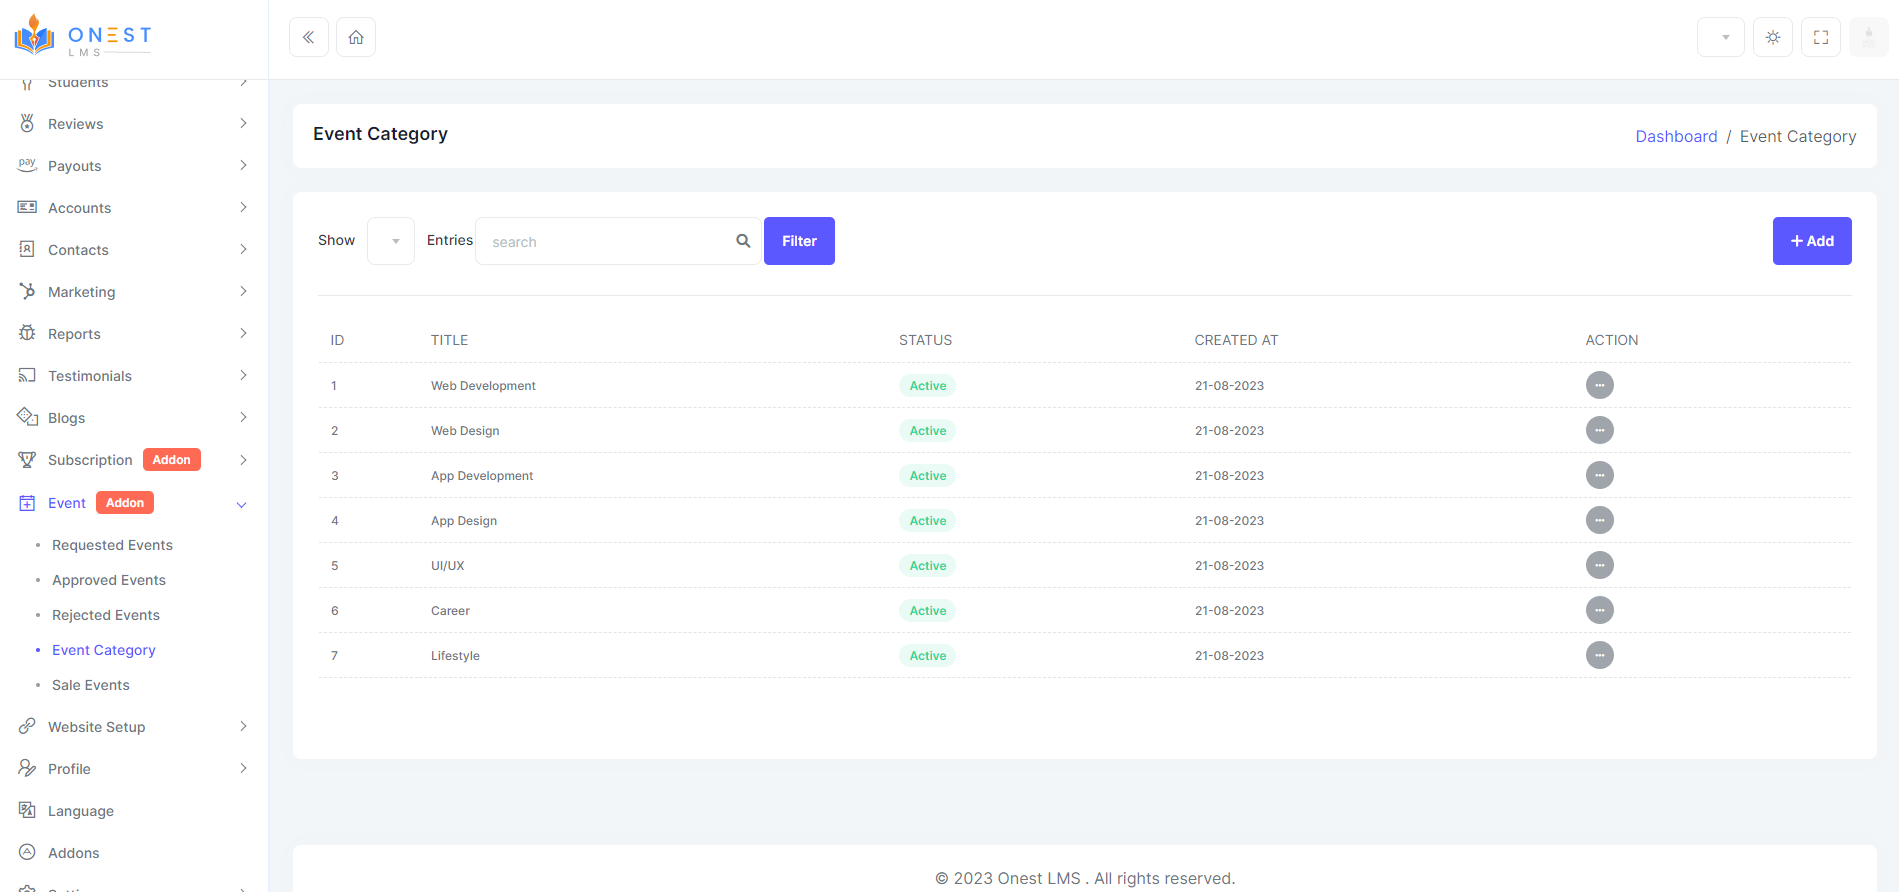 ONEST
LMS
Students
Reviews
pay
Payouts
Accounts
Contacts
Marketing
Reports
Testimonials
Blogs
Subscription Addon
Event Addon
Requested Events
Approved Events
Rejected Events
Event Category
Sale Events
Website Setup
Profile
Language
Addons
Event Category
Dashboard / Event Category
Show Entries search Filter + Add
ID TITLE STATUS CREATED AT ACTION
1 Web Development Active 21-08-2023
2 Web Design Active 21-08-2023
3 App Development Active 21-08-2023
4 App Design Active 21-08-2023
5 UI/UX Active 21-08-2023
6 Career Active 21-08-2023
7 Lifestyle Active 21-08-2023
© 2023 Onest LMS . All rights reserved.